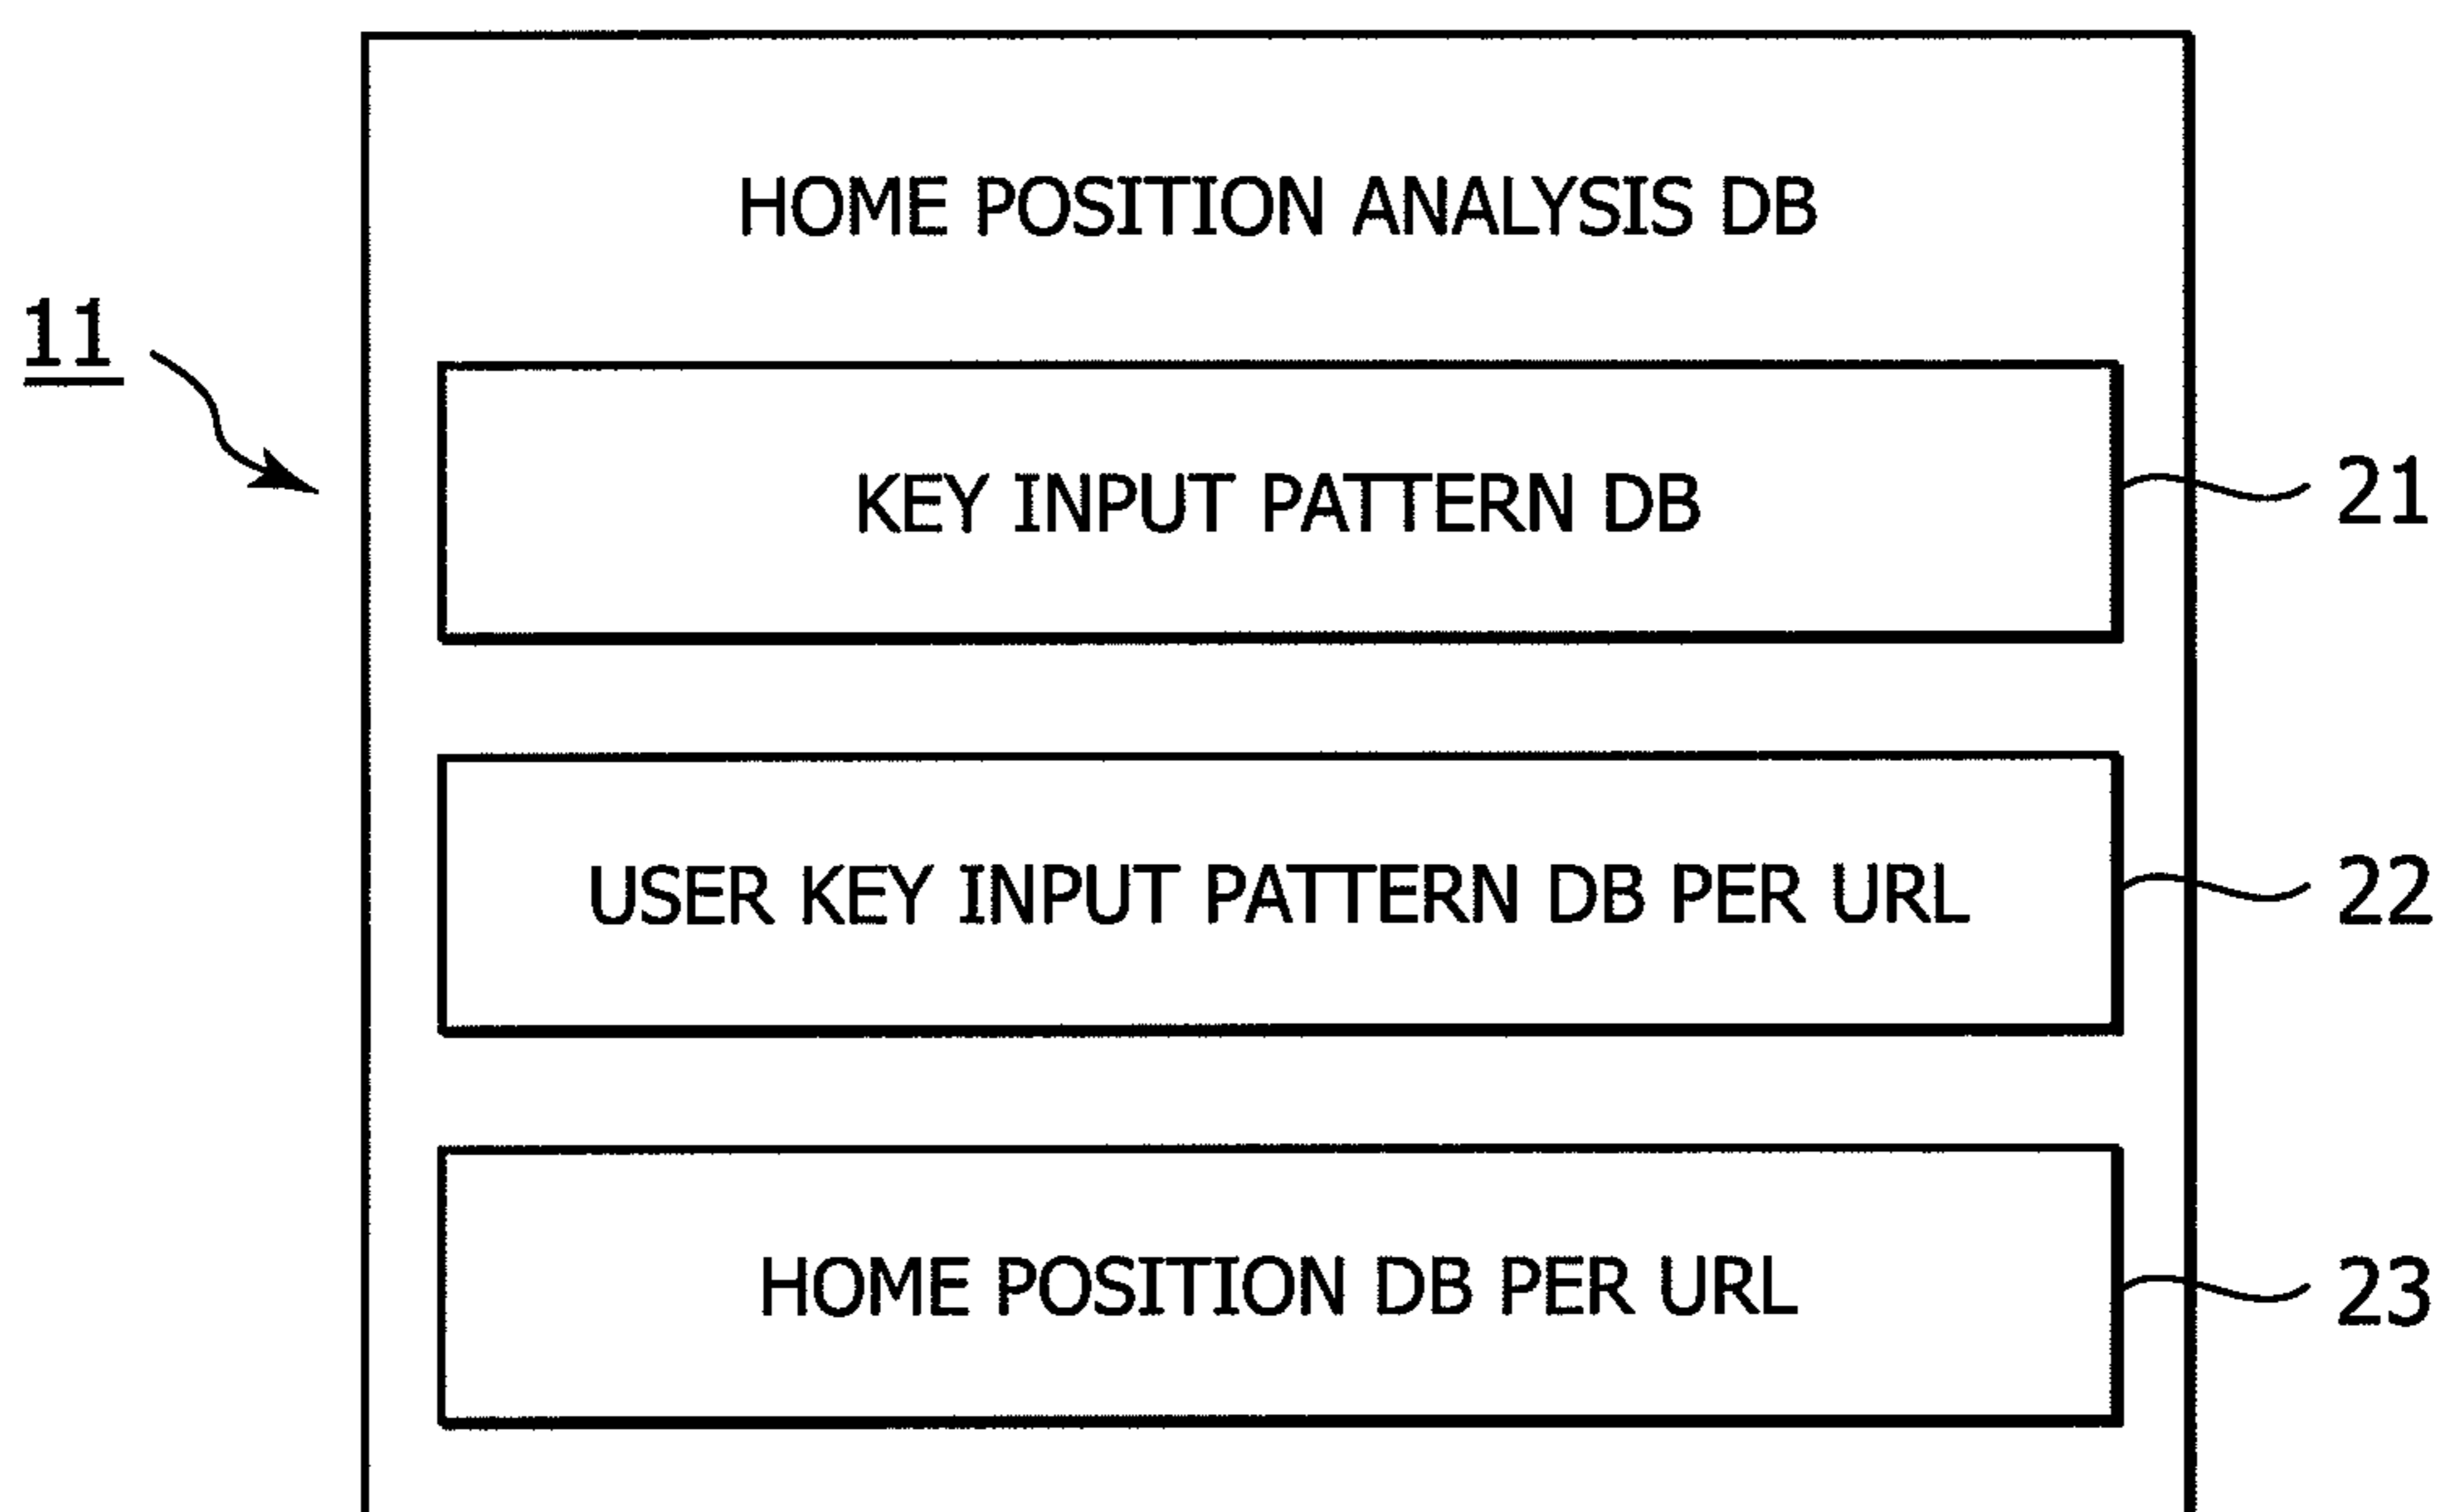 HOME POSITION ANALYSIS DB
11
KEY INPUT PATTERN DB
21
USER KEY INPUT PATTERN DB PER URL
22
HOME POSITION DB PER URL
23